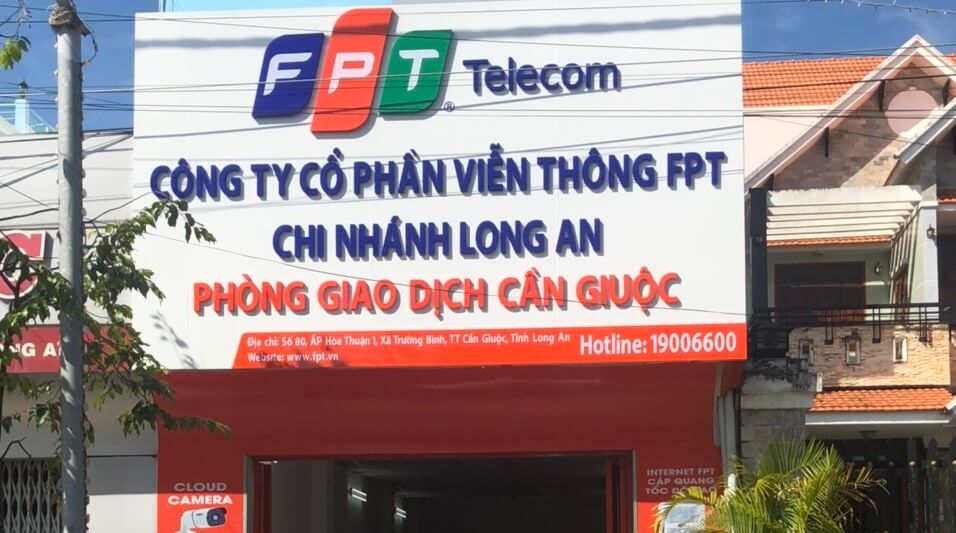 FPT Telecom
CÔNG TY CỔ PHẦN VIỄN THÔNG FPT
CHI NHÁNH LONG AN
PHÒNG GIAO DỊCH CẦN GIUỘC
Địa chỉ: Số 80, ẤP Hòa Thuận 1, Xã Trường Bình, TT Cần Giuộc, Tỉnh Long An
Website: www.fpt.vn
Hotline: 19006600
CLOUD
CAMERA
INTERNET FPT
CÁP QUANG
TỐC